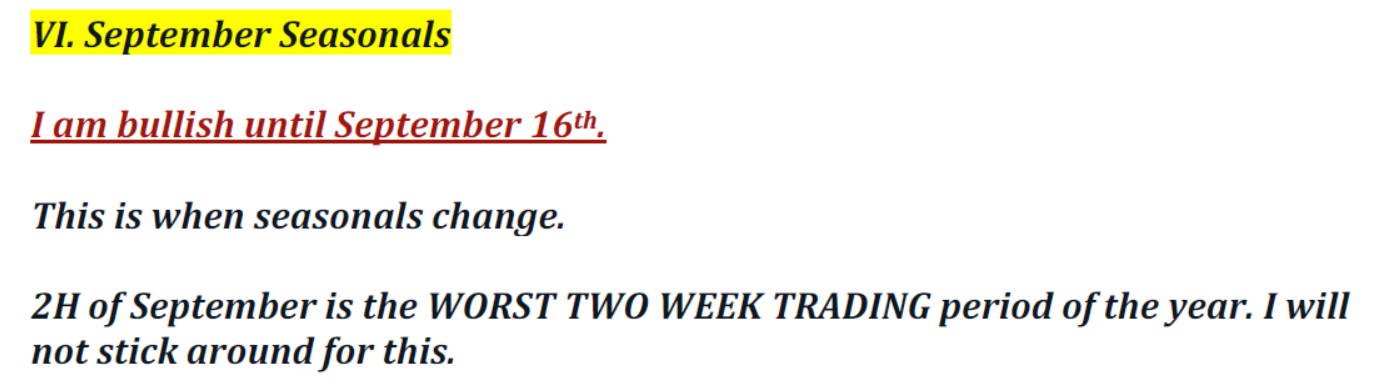 VI. September Seasonals
I am bullish until September 16th.
This is when seasonals change.
2H of September is the WORST TWO WEEK TRADING period of the year. I will
not stick around for this.